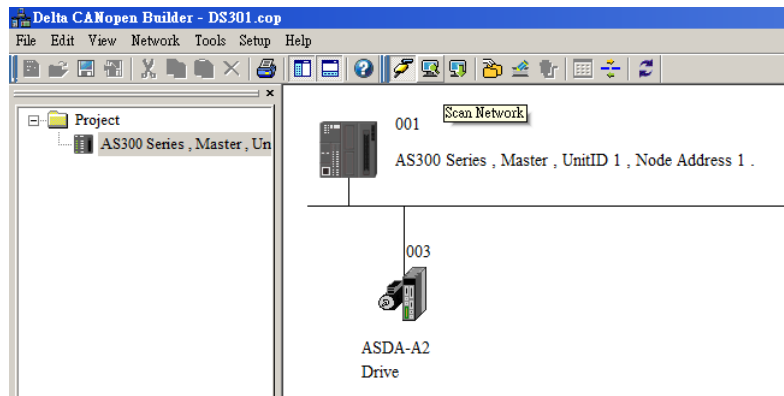 Delta CANopen Builder - DS301.cop
File Edit View Network Tools Setup Help
Project
AS300 Series , Master , Un
Scan Network
001
AS300 Series , Master , UnitID 1 , Node Address 1 .
003
ASDA-A2
Drive